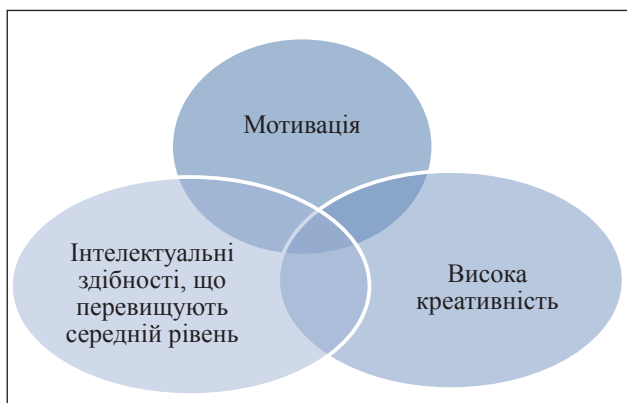 Мотивація
Інтелектуальні
здібності, що
перевищують
середній рівень
Висока
креативність